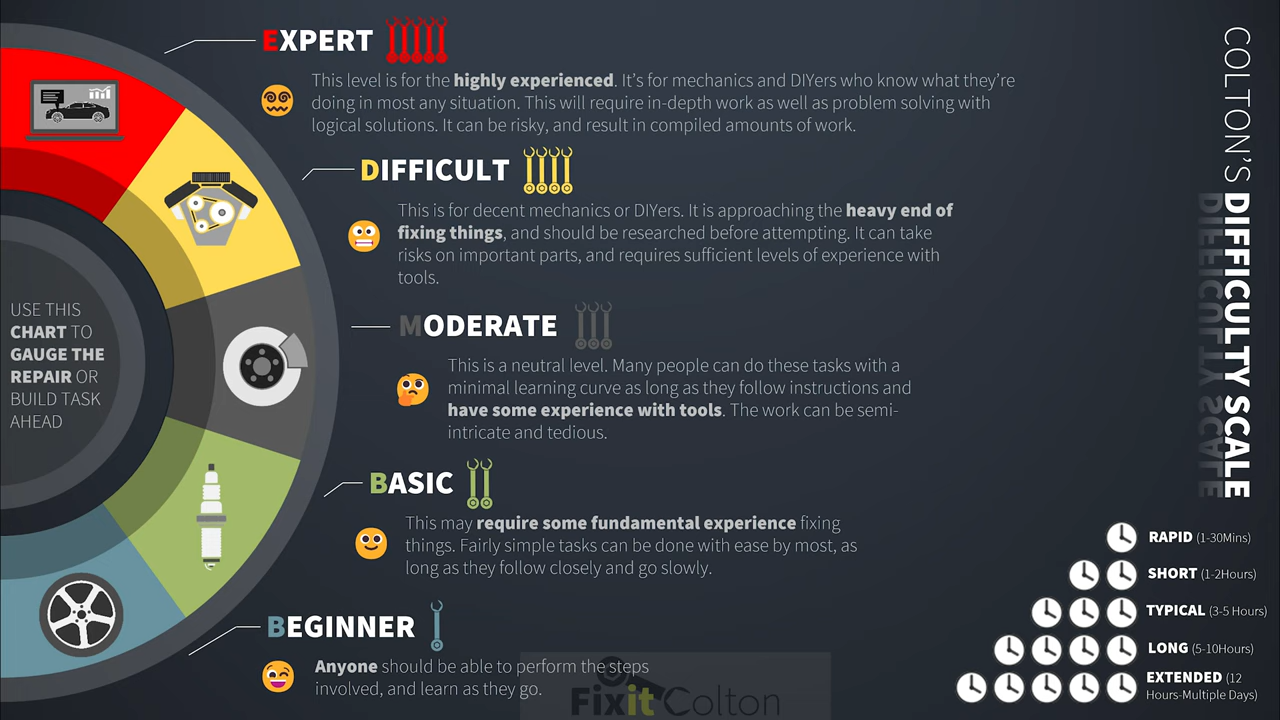 EXPERT
This level is for the highly experienced. It's for mechanics and DIYers who know what they're
doing in most any situation. This will require in-depth work as well as problem solving with
logical solutions. It can be risky, and result in compiled amounts of work.
DIFFICULT
This is for decent mechanics or DIYers. It is approaching the heavy end of
fixing things, and should be researched before attempting. It can take
risks on important parts, and requires sufficient levels of experience with
tools.
MODERATE
This is a neutral level. Many people can do these tasks with a
minimal learning curve as long as they follow instructions and
have some experience with tools. The work can be semi-
intricate and tedious.
BASIC
This may require some fundamental experience fixing
things. Fairly simple tasks can be done with ease by most, as
long as they follow closely and go slowly.
BEGINNER
Anyone should be able to perform the steps
involved, and learn as they go.
USE THIS
CHART TO
GAUGE THE
REPAIR OR
BUILD TASK
AHEAD
COLTON'S DIFFICULTY SCALE
RAPID (1-30Mins)
SHORT (1-2Hours)
TYPICAL (3-5 Hours)
LONG (5-10Hours)
EXTENDED (12
Hours-Multiple Days)
FixitColton